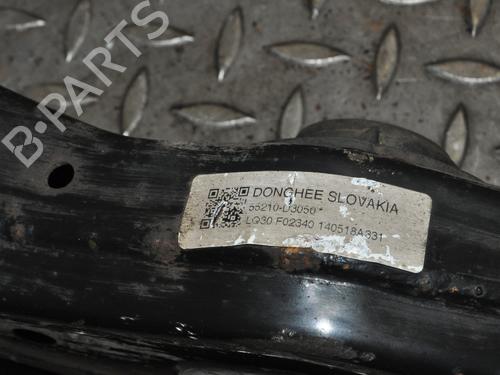 B-PARTS
DONGHEE SLOVAKIA
55210-D3050*
LQ30 F02340 140518A331